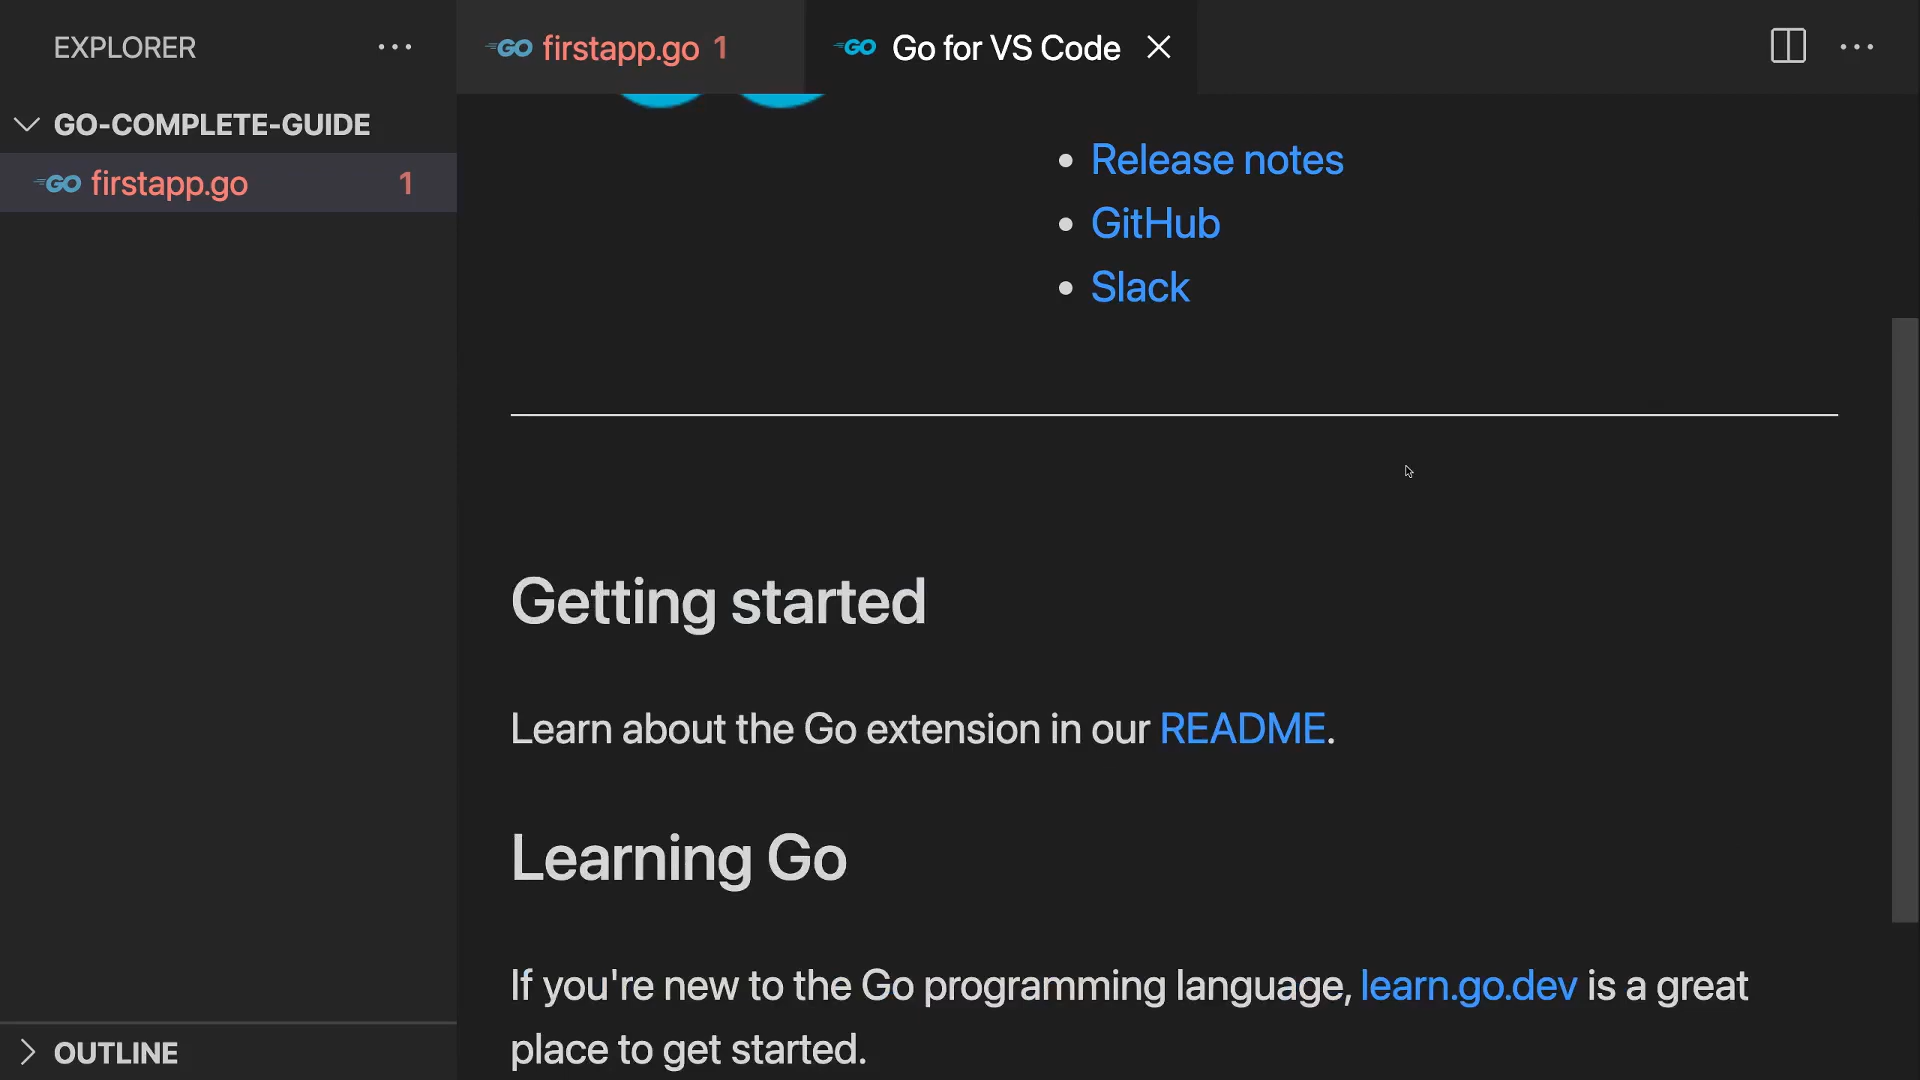 EXPLORER
GO firstapp.go 1
GO Go for VS Code
GO-COMPLETE-GUIDE
GO firstapp.go 1
Release notes
GitHub
Slack
Getting started
Learn about the Go extension in our README.
Learning Go
If you're new to the Go programming language, learn.go.dev is a great
place to get started.
OUTLINE